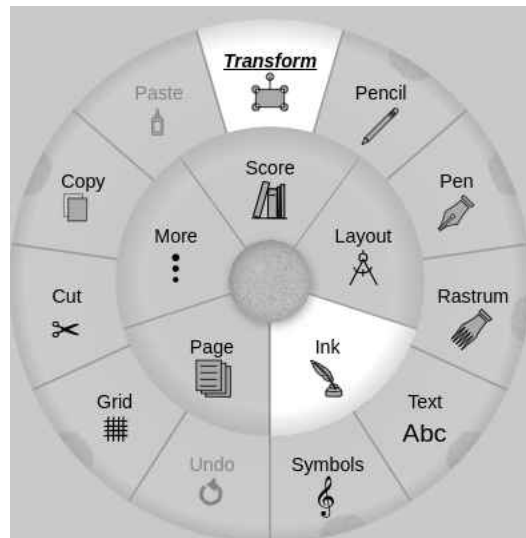 Transform
Paste
Pencil
Score
Copy
Pen
More
Layout
Cut
Rastrum
Page
Ink
Grid
Text
Abc
Undo
Symbols